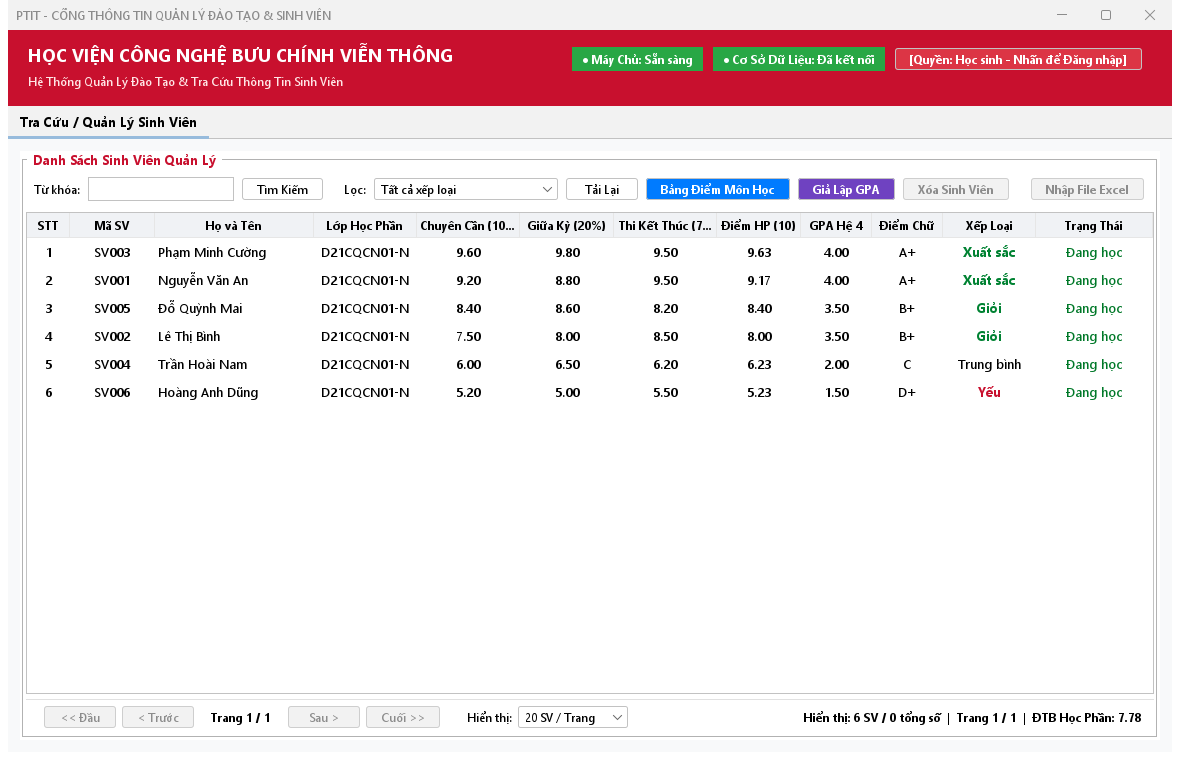 PTIT - CỔNG THÔNG TIN QUẢN LÝ ĐÀO TẠO & SINH VIÊN
HỌC VIỆN CÔNG NGHỆ BƯU CHÍNH VIỄN THÔNG
Hệ Thống Quản Lý Đào Tạo & Tra Cứu Thông Tin Sinh Viên
● Máy Chủ: Sẵn sàng
● Cơ Sở Dữ Liệu: Đã kết nối
[Quyền: Học sinh - Nhấn để Đăng nhập]
Tra Cứu / Quản Lý Sinh Viên
Danh Sách Sinh Viên Quản Lý
Từ khóa: Tìm Kiếm Lọc: Tất cả xếp loại Tải Lại Bảng Điểm Môn Học Giả Lập GPA Xóa Sinh Viên Nhập File Excel
STT Mã SV Họ và Tên Lớp Học Phần Chuyên Cần (10... Giữa Kỳ (20%) Thi Kết Thúc (7... Điểm HP (10) GPA Hệ 4 Điểm Chữ Xếp Loại Trạng Thái
1 SV003 Phạm Minh Cường D21CQCN01-N 9.60 9.80 9.50 9.63 4.00 A+ Xuất sắc Đang học
2 SV001 Nguyễn Văn An D21CQCN01-N 9.20 8.80 9.50 9.17 4.00 A+ Xuất sắc Đang học
3 SV005 Đỗ Quỳnh Mai D21CQCN01-N 8.40 8.60 8.20 8.40 3.50 B+ Giỏi Đang học
4 SV002 Lê Thị Bình D21CQCN01-N 7.50 8.00 8.50 8.00 3.50 B+ Giỏi Đang học
5 SV004 Trần Hoài Nam D21CQCN01-N 6.00 6.50 6.20 6.23 2.00 C Trung bình Đang học
6 SV006 Hoàng Anh Dũng D21CQCN01-N 5.20 5.00 5.50 5.23 1.50 D+ Yếu Đang học
<< Đầu < Trước Trang 1 / 1 Sau > Cuối >> Hiển thị: 20 SV / Trang Hiển thị: 6 SV / 0 tổng số | Trang 1 / 1 | ĐTB Học Phần: 7.78